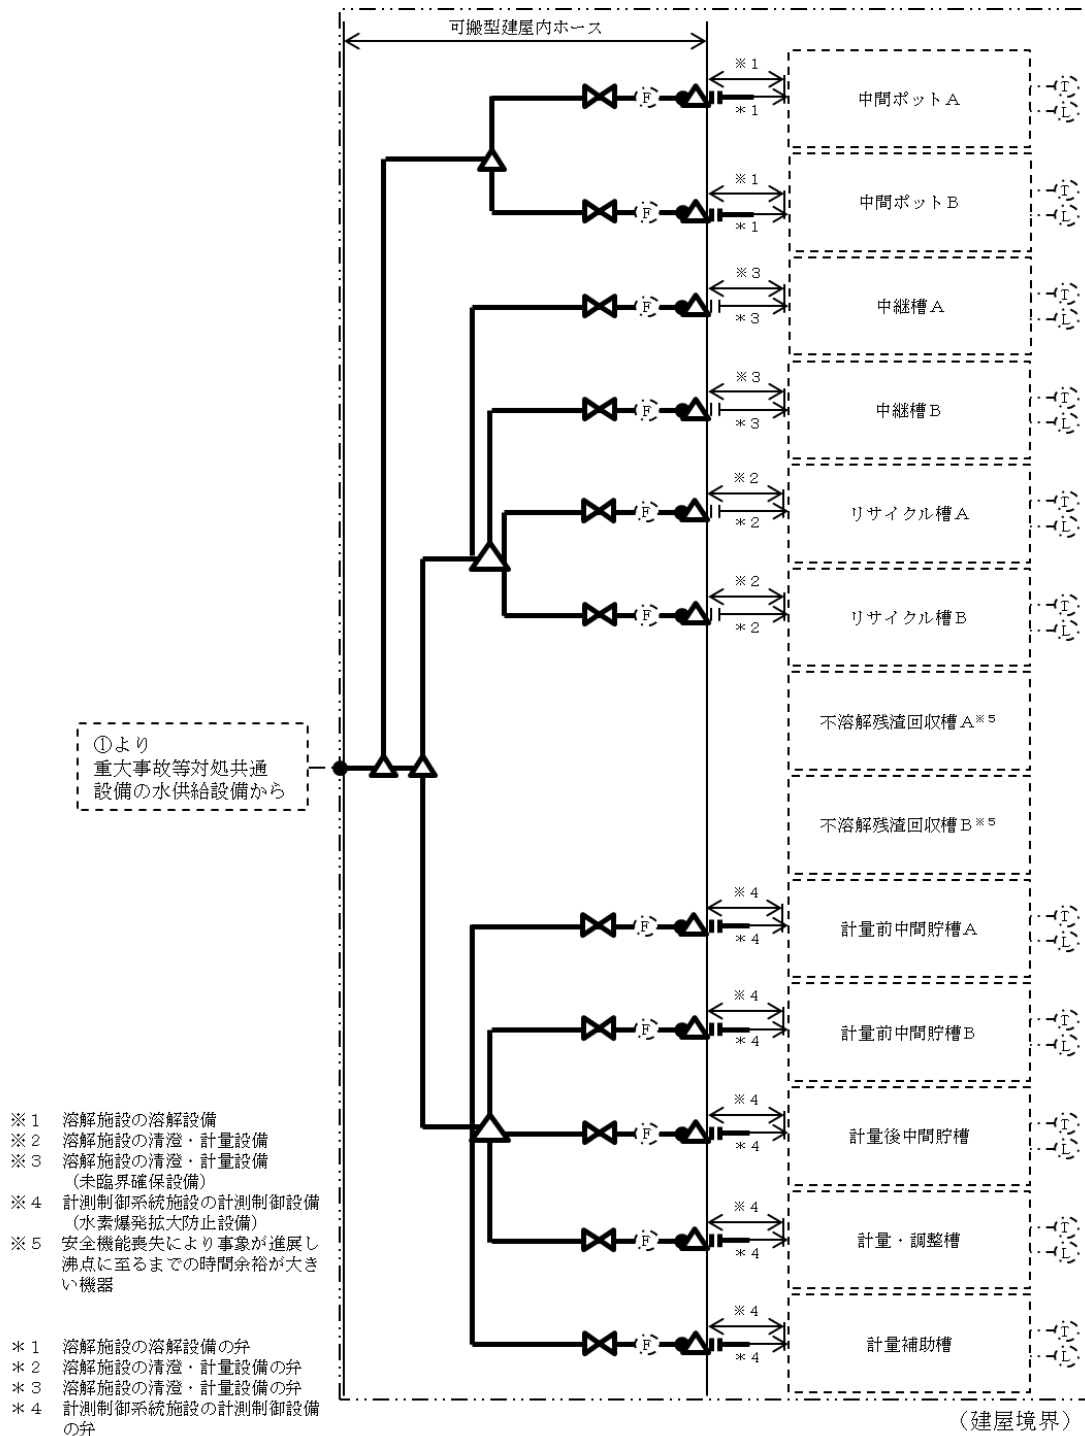 可搬型建屋内ホース
※1
F
*1
中間ポットA
T
L
※1
F
*1
中間ポットB
T
L
※3
F
*3
中継槽A
T
L
※3
F
*3
中継槽B
T
L
※2
F
*2
リサイクル槽A
T
L
※2
F
*2
リサイクル槽B
T
L
不溶解残渣回収槽A※5
①より
重大事故等対処共通
設備の水供給設備から
不溶解残渣回収槽B※5
※4
F
*4
計量前中間貯槽A
T
L
※4
F
*4
計量前中間貯槽B
T
L
※4
F
*4
計量後中間貯槽
T
L
※4
F
*4
計量・調整槽
T
L
※4
F
*4
計量補助槽
T
L
※1 溶解施設の溶解設備
※2 溶解施設の清澄・計量設備
※3 溶解施設の清澄・計量設備
(未臨界確保設備)
※4 計測制御系統施設の計測制御設備
(水素爆発拡大防止設備)
※5 安全機能喪失により事象が進展し
沸点に至るまでの時間余裕が大き
い機器
*1 溶解施設の溶解設備の弁
*2 溶解施設の清澄・計量設備の弁
*3 溶解施設の清澄・計量設備の弁
*4 計測制御系統施設の計測制御設備
の弁
(建屋境界)